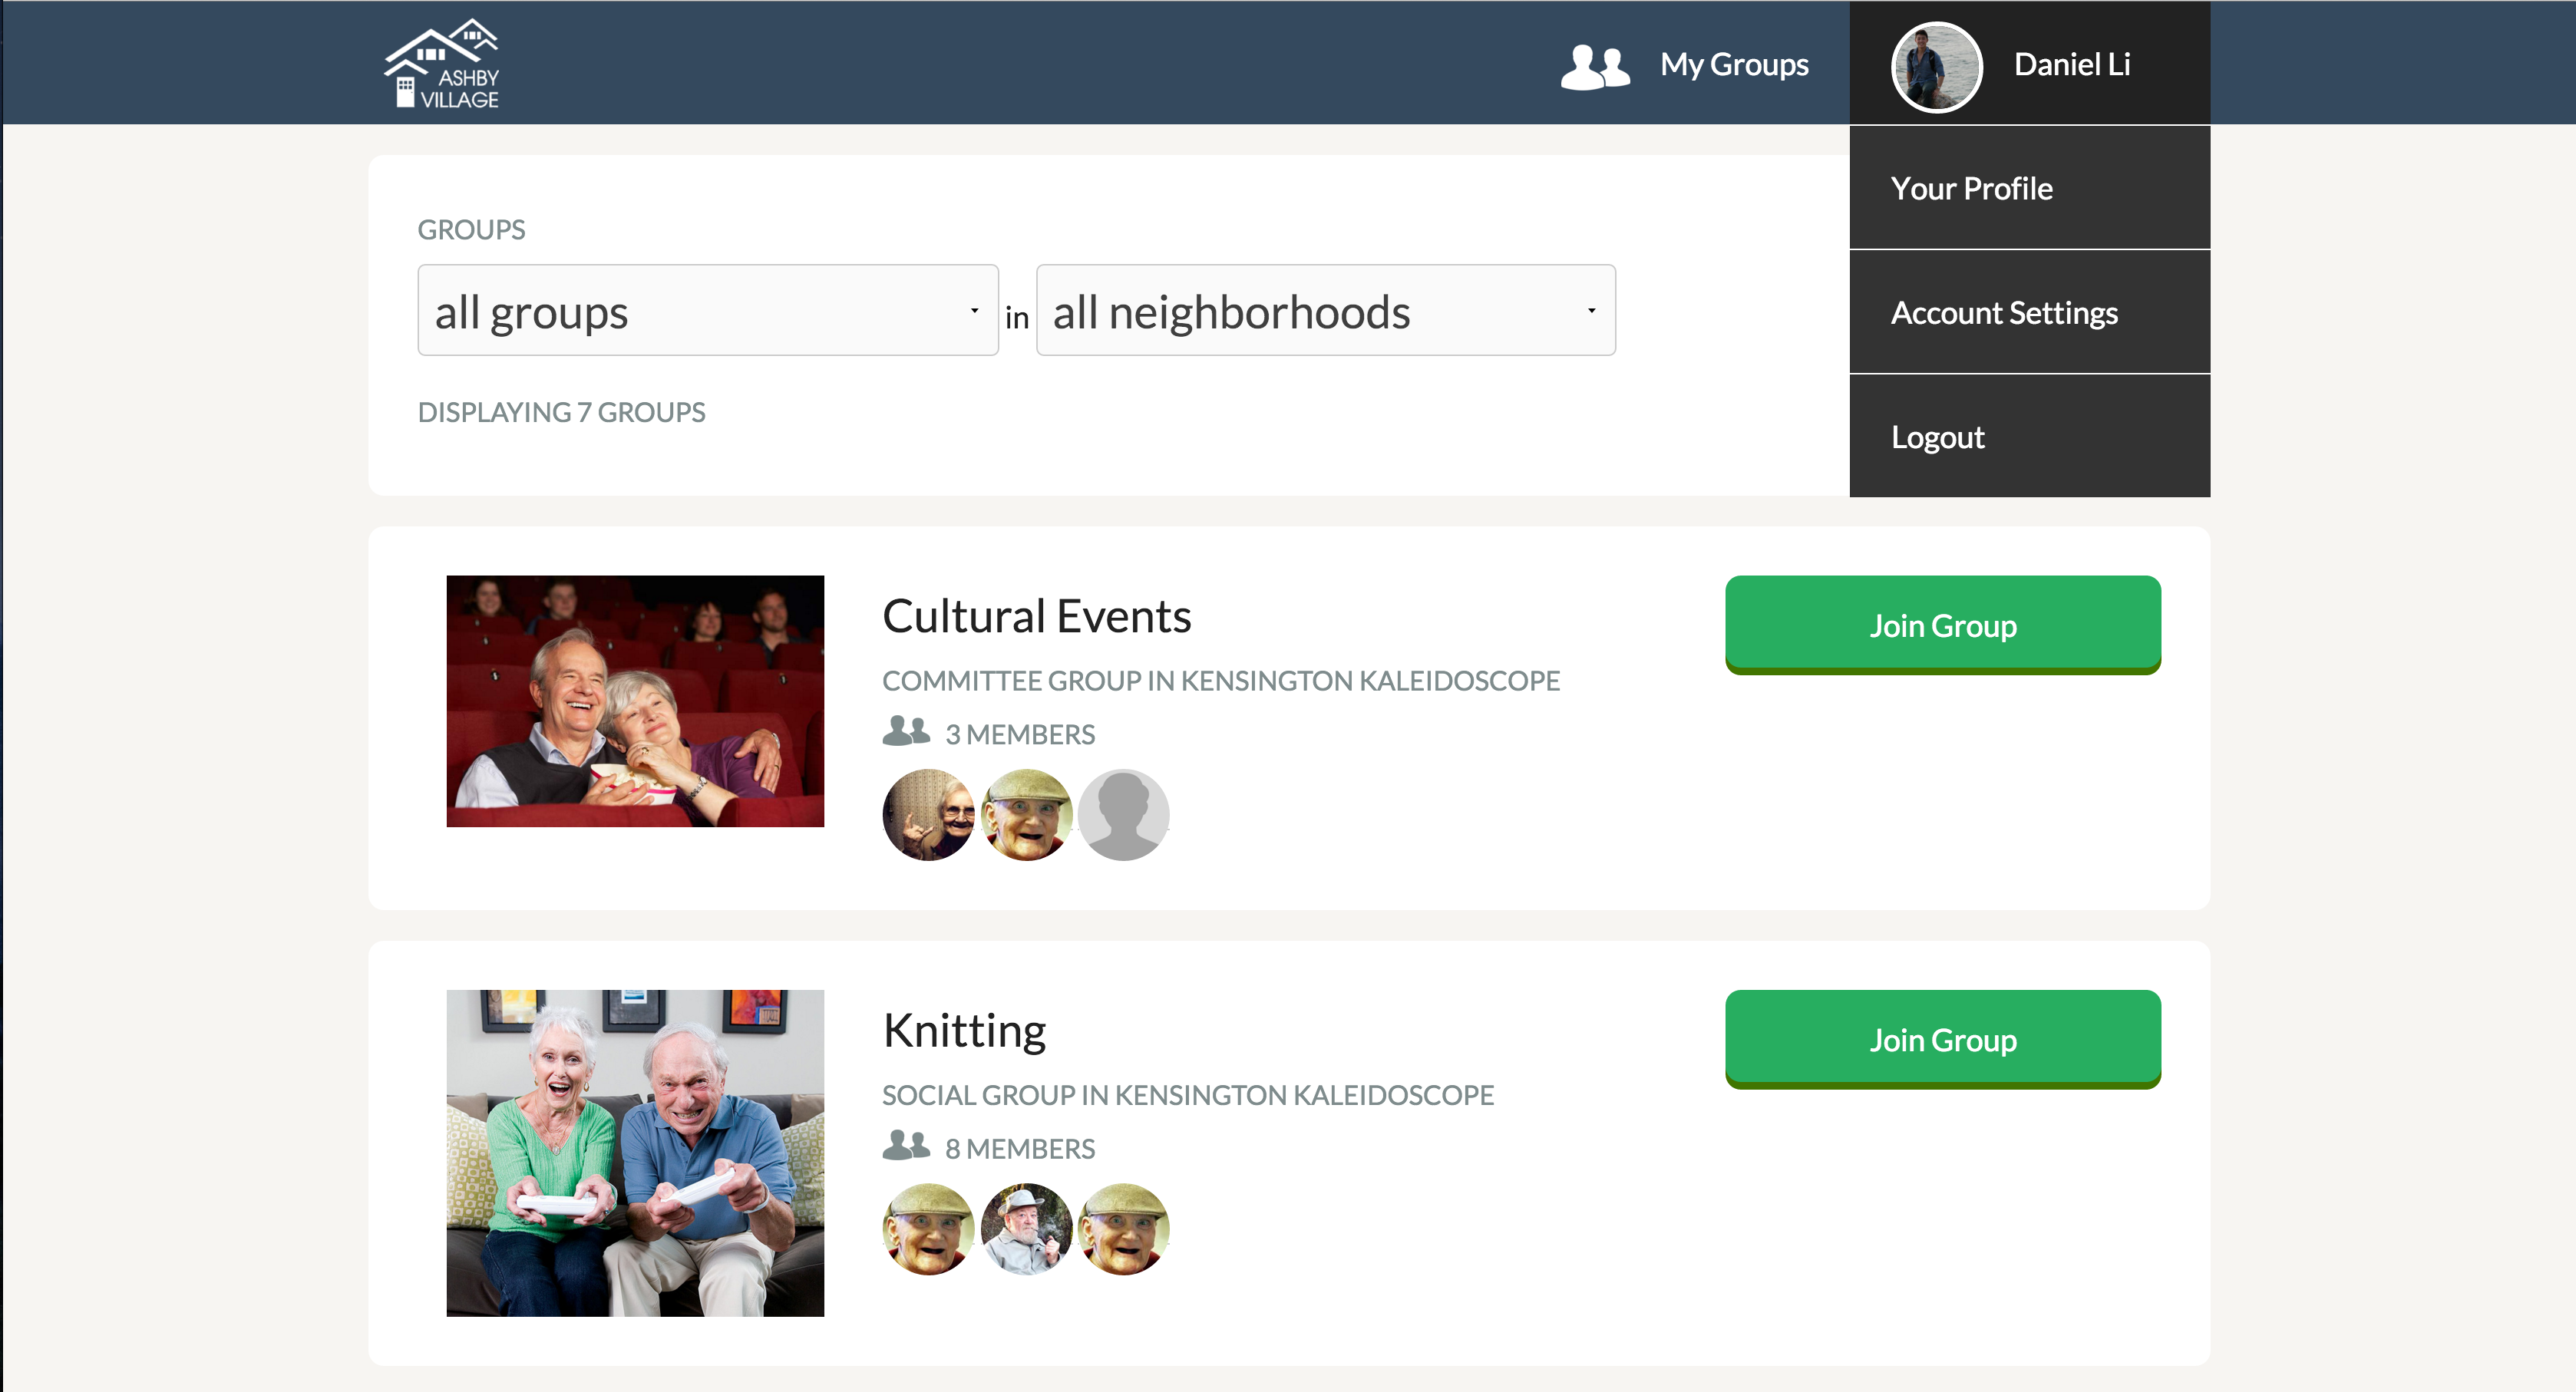 ASHBY
VILLAGE
My Groups
Daniel Li
Your Profile
Account Settings
Logout
GROUPS
all groups in all neighborhoods
DISPLAYING 7 GROUPS
Cultural Events
Join Group
COMMITTEE GROUP IN KENSINGTON KALEIDOSCOPE
3 MEMBERS
Knitting
Join Group
SOCIAL GROUP IN KENSINGTON KALEIDOSCOPE
8 MEMBERS